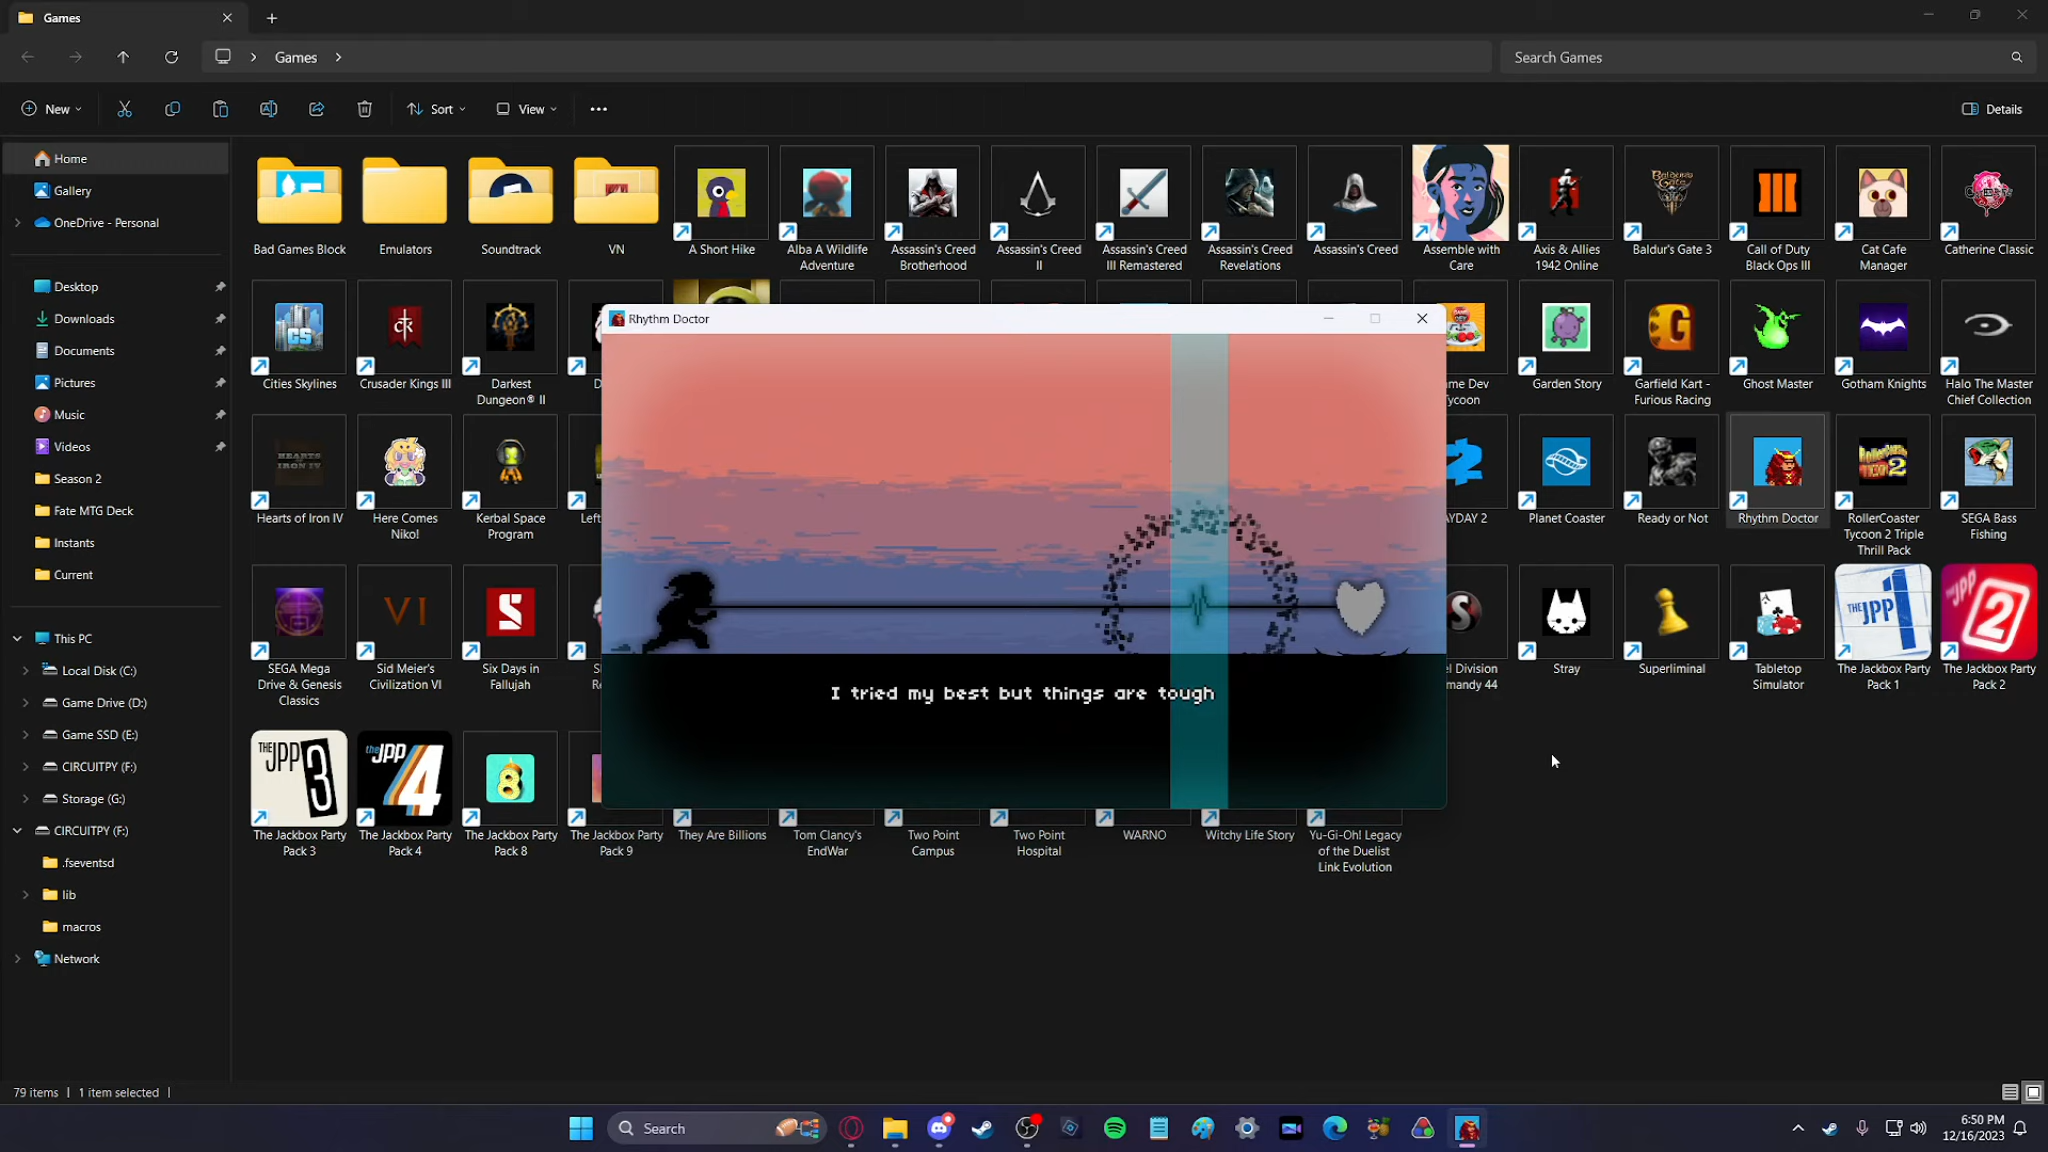 Games
Games
Search Games
New
Sort
View
Details
Home
Gallery
OneDrive - Personal
Desktop
Downloads
Documents
Pictures
Music
Videos
Season 2
Fate MTG Deck
Instants
Current
This PC
Local Disk (C:)
Game Drive (D:)
Game SSD (E:)
CIRCUITPY (F:)
Storage (G:)
CIRCUITPY (F:)
.fseventsd
lib
macros
Network
Bad Games Block
Emulators
Soundtrack
VN
A Short Hike
Alba A Wildlife
Adventure
Assassin's Creed
Brotherhood
Assassin's Creed
II
Assassin's Creed
III Remastered
Assassin's Creed
Revelations
Assassin's Creed
Assemble with
Care
Axis & Allies
1942 Online
Baldur's Gate 3
Call of Duty
Black Ops III
Cat Cafe
Manager
Catherine Classic
Cities Skylines
Crusader Kings III
Darkest
Dungeon® II
D
me Dev
ycoon
Garden Story
Garfield Kart -
Furious Racing
Ghost Master
Gotham Knights
Halo The Master
Chief Collection
Hearts of Iron IV
Here Comes
Niko!
Kerbal Space
Program
Left
AYDAY 2
Planet Coaster
Ready or Not
Rhythm Doctor
RollerCoaster
Tycoon 2 Triple
Thrill Pack
SEGA Bass
Fishing
SEGA Mega
Drive & Genesis
Classics
Sid Meier's
Civilization VI
Six Days in
Fallujah
el Division
mandy 44
Stray
Superliminal
Tabletop
Simulator
The Jackbox Party
Pack 1
The Jackbox Party
Pack 2
The Jackbox Party
Pack 3
The Jackbox Party
Pack 4
The Jackbox Party
Pack 8
The Jackbox Party
Pack 9
They Are Billions
Tom Clancy's
EndWar
Two Point
Campus
Two Point
Hospital
WARNO
Witchy Life Story
Yu-Gi-Oh! Legacy
of the Duelist
Link Evolution
Rhythm Doctor
I tried my best but things are tough
79 items
1 item selected
Search
6:50 PM
12/16/2023